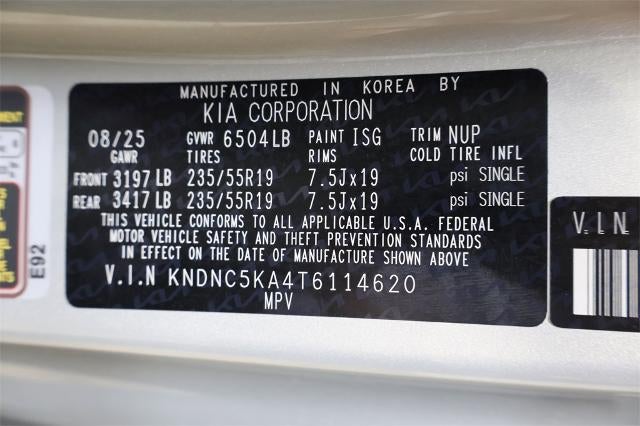 MANUFACTURED IN KOREA BY
KIA CORPORATION
08/25 GVWR 6504LB PAINT ISG TRIM NUP
GAWR TIRES RIMS COLD TIRE INFL
FRONT 3197 LB 235/55R19 7.5Jx19 psi SINGLE
REAR 3417 LB 235/55R19 7.5Jx19 psi SINGLE
THIS VEHICLE CONFORMS TO ALL APPLICABLE U.S.A. FEDERAL
MOTOR VEHICLE SAFETY AND THEFT PREVENTION STANDARDS
IN EFFECT ON THE DATE OF MANUFACTURE SHOWN ABOVE
V.I.N KNDNC5KA4T6114620
MPV
E92
V.I.N